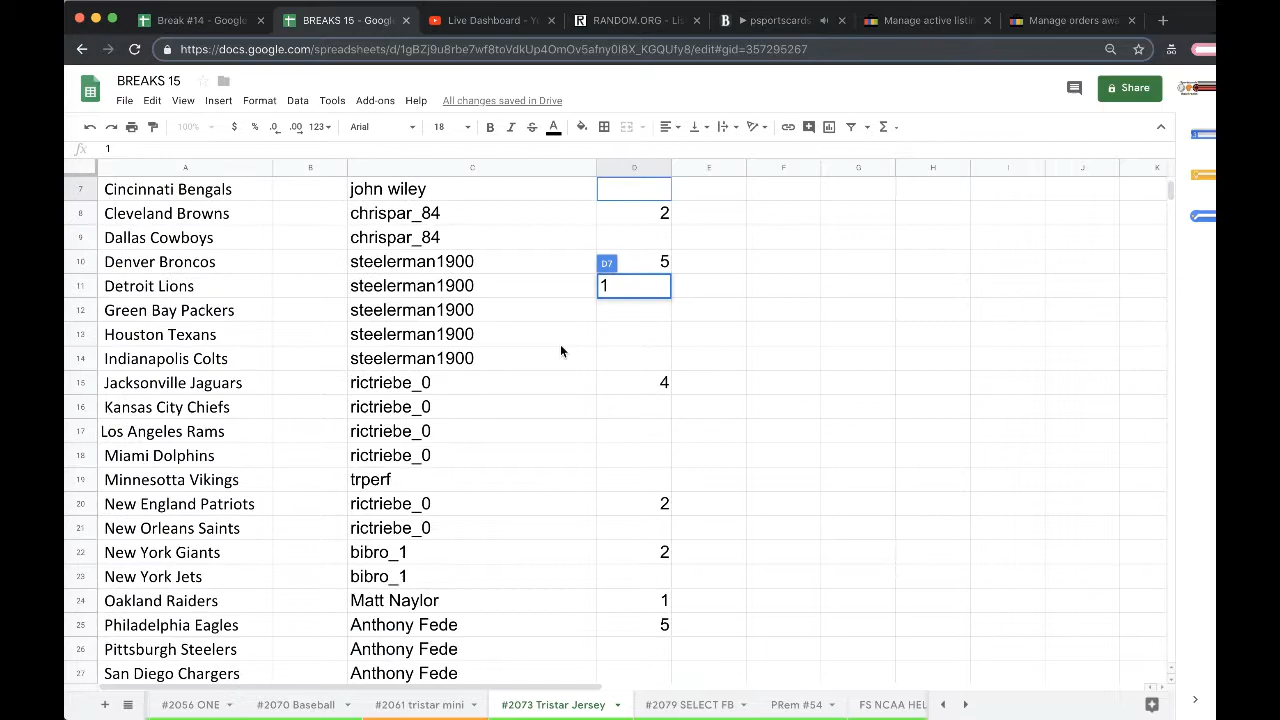 Break #14 - Google
BREAKS 15 - Googl
Live Dashboard - Y
RANDOM.ORG - Li
psportscards
Manage active listin
Manage orders awa
https://docs.google.com/spreadsheets/d/1gBZj9u8rbe7wf8toVdkUp4OmOv5afny0I8X_KGQUfy8/edit#gid=357295267
BREAKS 15
File Edit View Insert Format Data Tools Add-ons Help All changes saved in Drive
Share
100% $ % .0 .00 123 Arial 18 B I S A
fx 1
A B C D E F G H I J K
7 Cincinnati Bengals john wiley
8 Cleveland Browns chrispar_84 2
9 Dallas Cowboys chrispar_84
10 Denver Broncos steelerman1900 D7 5
11 Detroit Lions steelerman1900 1
12 Green Bay Packers steelerman1900
13 Houston Texans steelerman1900
14 Indianapolis Colts steelerman1900
15 Jacksonville Jaguars rictriebe_0 4
16 Kansas City Chiefs rictriebe_0
17 Los Angeles Rams rictriebe_0
18 Miami Dolphins rictriebe_0
19 Minnesotta Vikings trperf
20 New England Patriots rictriebe_0 2
21 New Orleans Saints rictriebe_0
22 New York Giants bibro_1 2
23 New York Jets bibro_1
24 Oakland Raiders Matt Naylor 1
25 Philadelphia Eagles Anthony Fede 5
26 Pittsburgh Steelers Anthony Fede
27 San Diego Chargers Anthony Fede
#2056 ONE #2070 Baseball #2061 tristar mn #2073 Tristar Jersey #2079 SELECT FB PRem #54 FS NCAA HEL